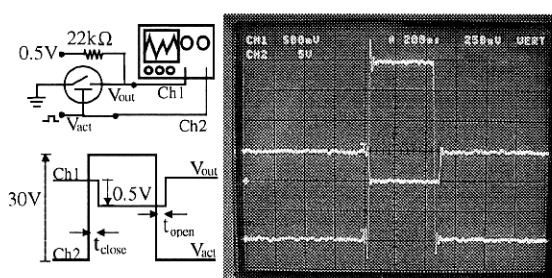 0.5V
22kΩ
Vout
Ch1
Vact
Ch2
Ch1
Vout
30V
0.5V
tclose
topen
Ch2
Vact
CH1 500mV A 200ms 250mV VERT
CH2 5V